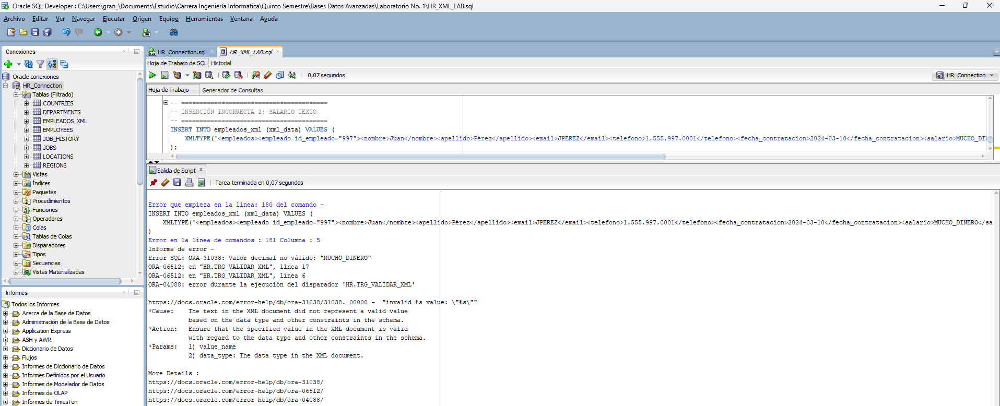 Oracle SQL Developer : C:\Users\gran_\Documents\Estudio\Carrera Ingeniería Informatica\Quinto Semestre\Bases Datos Avanzadas\Laboratorio No. 1\HR_XML_LAB.sql
Archivo Editar Ver Navegar Ejecutar Origen Equipo Herramientas Ventana Ayuda
Conexiones
Oracle conexiones
HR_Connection
Tablas (Filtrado)
COUNTRIES
DEPARTMENTS
EMPLEADOS_XML
EMPLOYEES
JOB_HISTORY
JOBS
LOCATIONS
REGIONS
Vistas
Índices
Paquetes
Procedimientos
Funciones
Operadores
Colas
Tablas de Colas
Disparadores
Tipos
Secuencias
Vistas Materializadas
Informes
Todos los Informes
Acerca de la Base de Datos
Administración de la Base de Datos
Application Express
ASH y AWR
Diccionario de Datos
Flujos
Informes de Diccionario de Datos
Informes Definidos por el Usuario
Informes de Modelador de Datos
Informes de OLAP
Informes de TimesTen
HR_Connection.sql HR_XML_LAB.sql
Hoja de Trabajo de SQL Historial
0,07 segundos
HR_Connection
Hoja de Trabajo Generador de Consultas
-- ========================================
-- INSERCIÓN INCORRECTA 2: SALARIO TEXTO
-- ========================================
INSERT INTO empleados_xml (xml_data) VALUES (
XMLTYPE('<empleados><empleado id_empleado="997"><nombre>Juan</nombre><apellido>Pérez</apellido><email>JPEREZ</email><telefono>1.555.997.0001</telefono><fecha_contratacion>2024-03-10</fecha_contratacion><salario>MUCHO_DI
);
Salida de Script
Tarea terminada en 0,07 segundos
Error que empieza en la línea: 180 del comando -
INSERT INTO empleados_xml (xml_data) VALUES (
XMLTYPE('<empleados><empleado id_empleado="997"><nombre>Juan</nombre><apellido>Pérez</apellido><email>JPEREZ</email><telefono>1.555.997.0001</telefono><fecha_contratacion>2024-03-10</fecha_contratacion><salario>MUCHO_DINERO</sa
)
Error en la línea de comandos : 181 Columna : 5
Informe de error -
Error SQL: ORA-31038: Valor decimal no válido: "MUCHO_DINERO"
ORA-06512: en "HR.TRG_VALIDAR_XML", línea 17
ORA-06512: en "HR.TRG_VALIDAR_XML", línea 6
ORA-04088: error durante la ejecución del disparador 'HR.TRG_VALIDAR_XML'
https://docs.oracle.com/error-help/db/ora-31038/31038. 00000 -  "invalid %s value: \"%s\""
*Cause:    The text in the XML document did not represent a valid value
based on the data type and other constraints in the schema.
*Action:   Ensure that the specified value in the XML document is valid
with regard to the data type and other constraints in the schema.
*Params:   1) value_name
2) data_type: The data type in the XML document.
More Details :
https://docs.oracle.com/error-help/db/ora-31038/
https://docs.oracle.com/error-help/db/ora-06512/
https://docs.oracle.com/error-help/db/ora-04088/